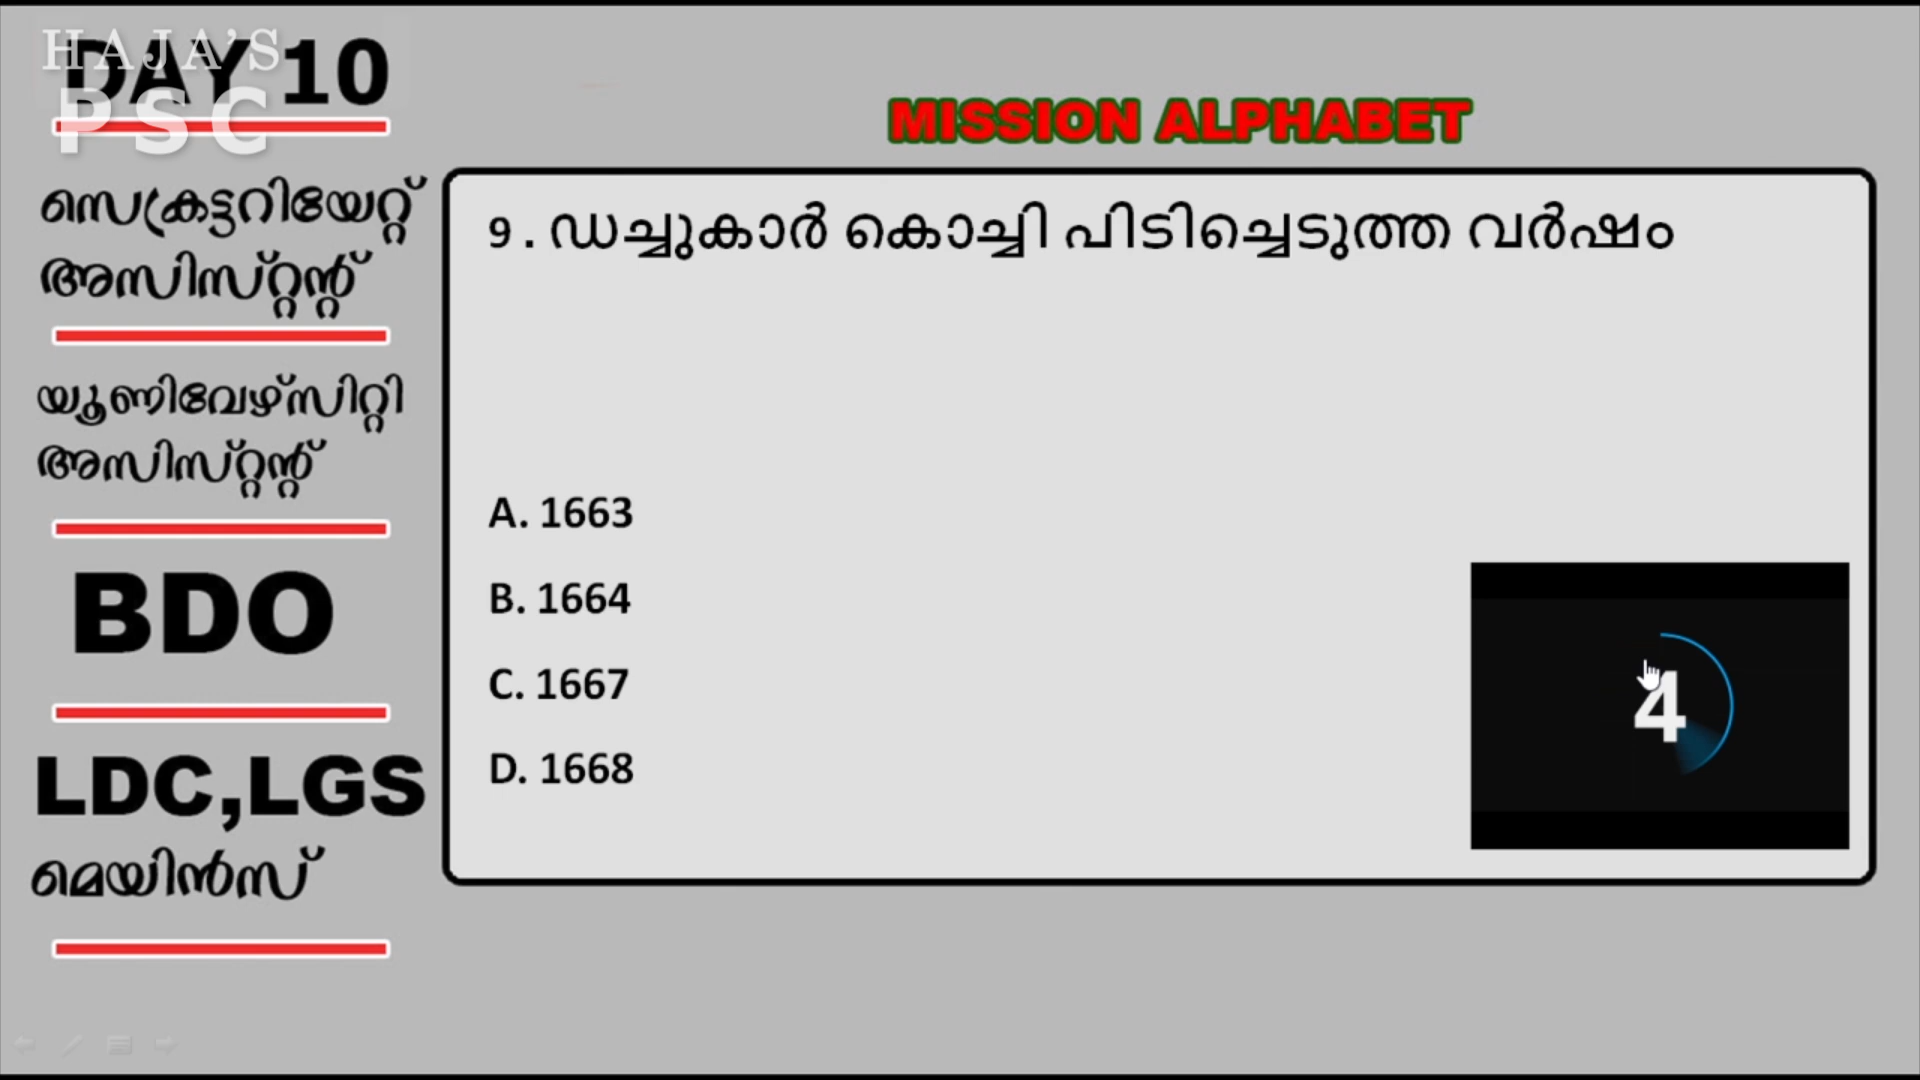 HAJA'S
PSC
DAY 10
സെക്രട്ടറിയേറ്റ്
അസിസ്റ്റന്റ്
യൂണിവേഴ്സിറ്റി
അസിസ്റ്റന്റ്
BDO
LDC,LGS
മെയിൻസ്
MISSION ALPHABET
9 . ഡച്ചുകാർ കൊച്ചി പിടിച്ചെടുത്ത വർഷം
A. 1663
B. 1664
C. 1667
D. 1668
4